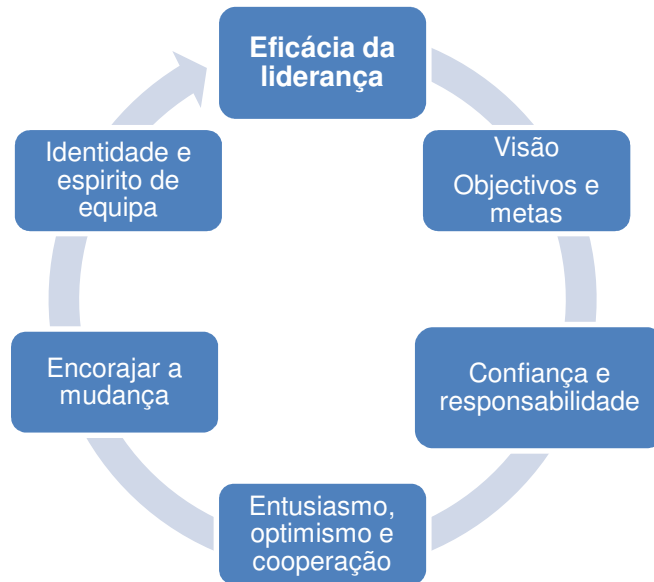 Eficácia da
liderança
Visão
Objectivos e
metas
Confiança e
responsabilidade
Entusiasmo,
optimismo e
cooperação
Encorajar a
mudança
Identidade e
espirito de
equipa